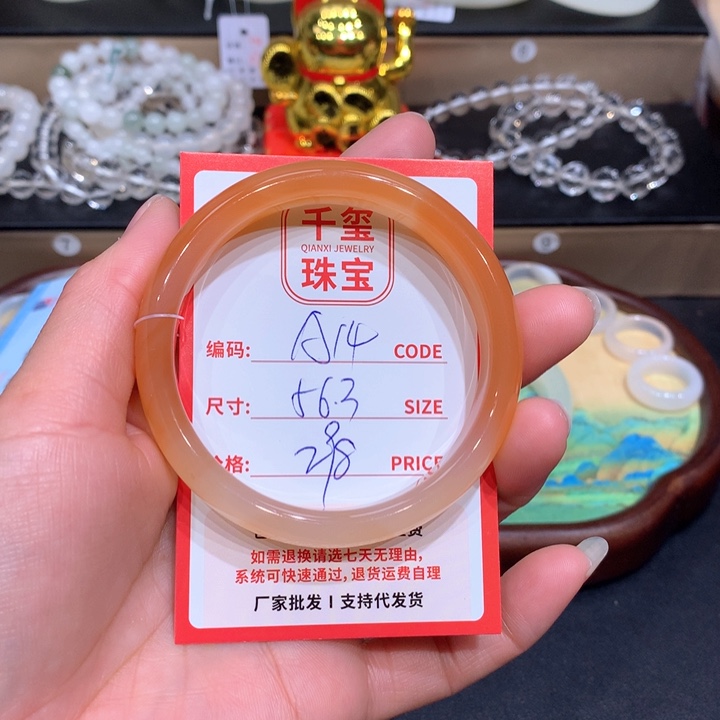 千玺
QIANXI JEWELRY
珠宝
编码: A14 CODE
尺寸: 56.3 SIZE
价格: PRICE
如需退换请选七天无理由,
系统可快速通过, 退货运费自理
厂家批发 I 支持代发货